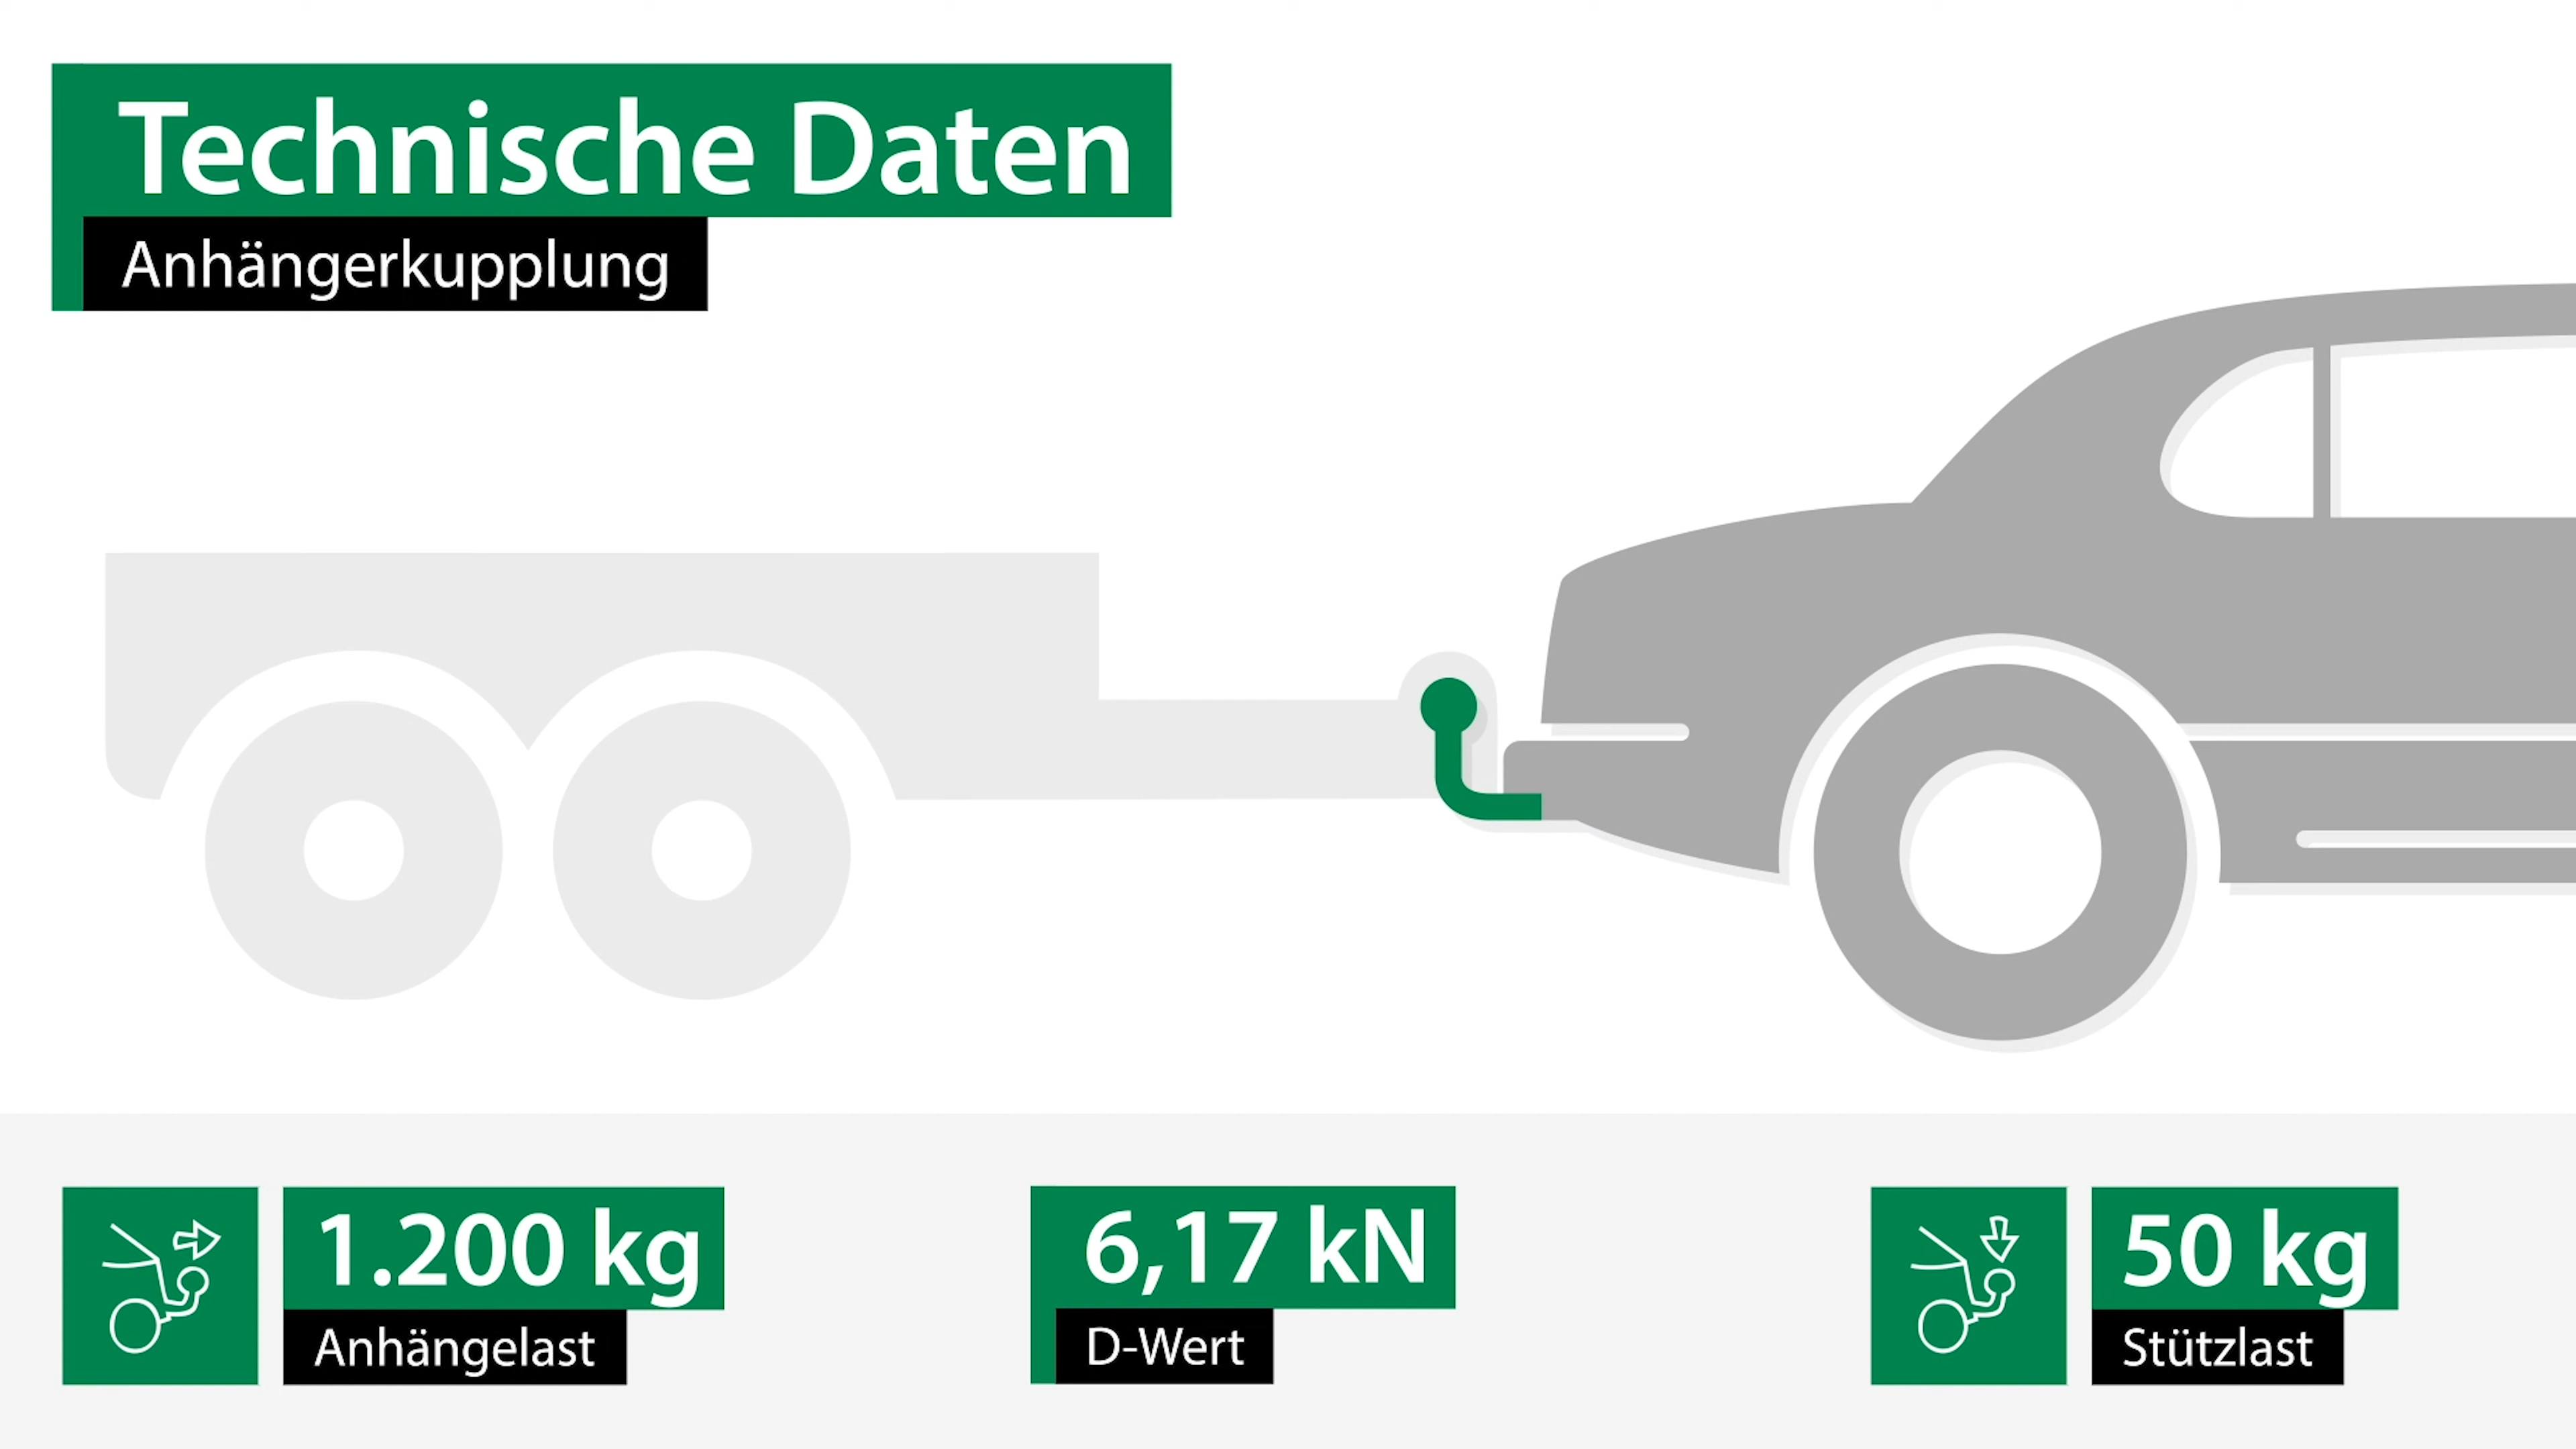 Technische Daten
Anhängerkupplung
1.200 kg
Anhängelast
6,17 kN
D-Wert
50 kg
Stützlast